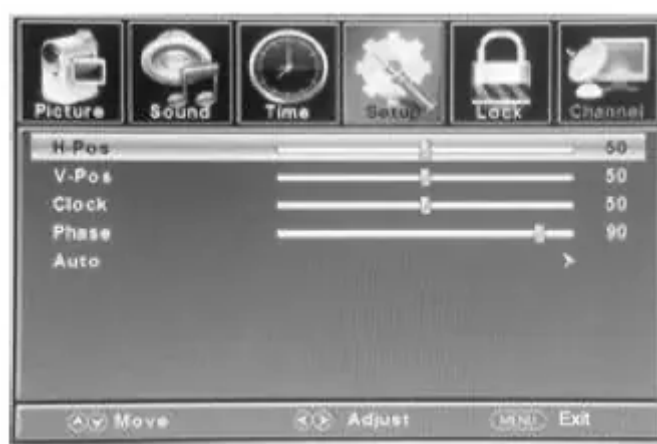 Picture Sound Time Setup Lock Channel
H-Pos 50
V-Pos 50
Clock 50
Phase 90
Auto
Move Adjust MENU Exit